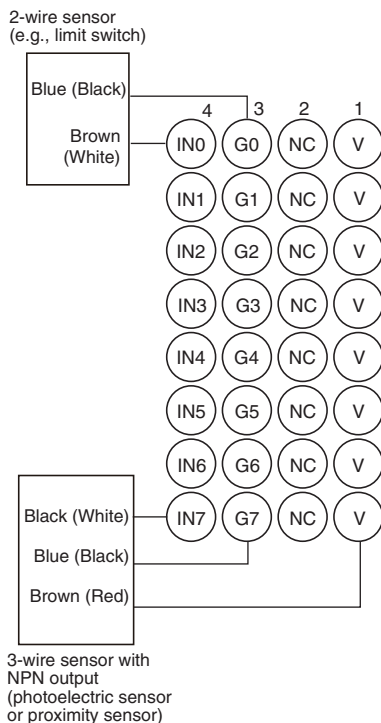 2-wire sensor
(e.g., limit switch)
Blue (Black)
Brown
(White)
4 3 2 1
IN0 G0 NC V
IN1 G1 NC V
IN2 G2 NC V
IN3 G3 NC V
IN4 G4 NC V
IN5 G5 NC V
IN6 G6 NC V
IN7 G7 NC V
Black (White)
Blue (Black)
Brown (Red)
3-wire sensor with
NPN output
(photoelectric sensor
or proximity sensor)